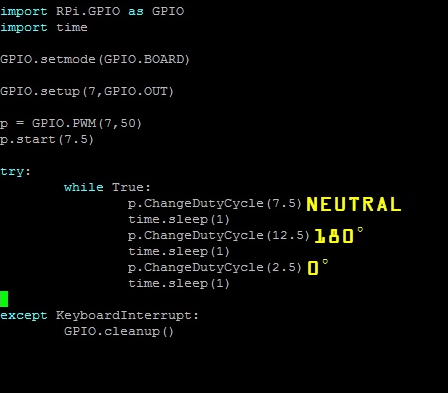 import RPi.GPIO as GPIO
import time
GPIO.setmode(GPIO.BOARD)
GPIO.setup(7,GPIO.OUT)
p = GPIO.PWM(7,50)
p.start(7.5)
try:
        while True:
                p.ChangeDutyCycle(7.5) NEUTRAL
                time.sleep(1)
                p.ChangeDutyCycle(12.5) 180°
                time.sleep(1)
                p.ChangeDutyCycle(2.5) 0°
                time.sleep(1)
except KeyboardInterrupt:
        GPIO.cleanup()